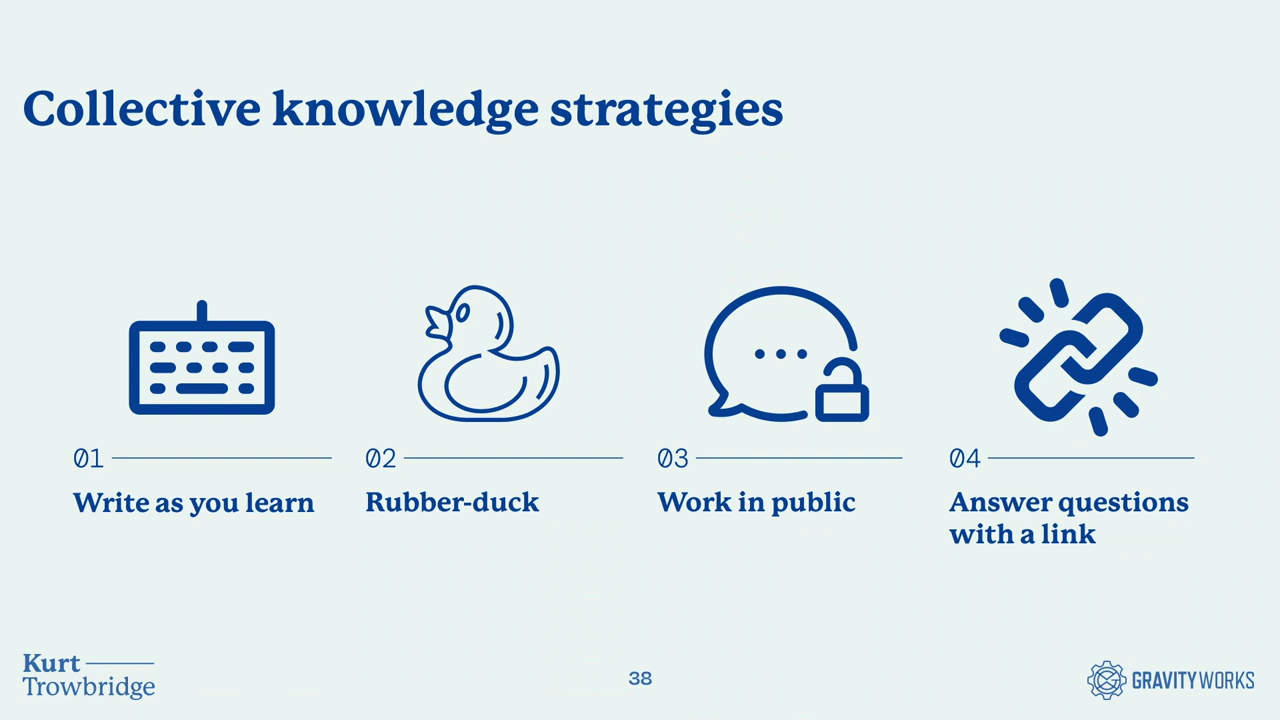 Collective knowledge strategies
01
Write as you learn
02
Rubber-duck
03
Work in public
04
Answer questions
with a link
Kurt
Trowbridge
38
GRAVITYWORKS